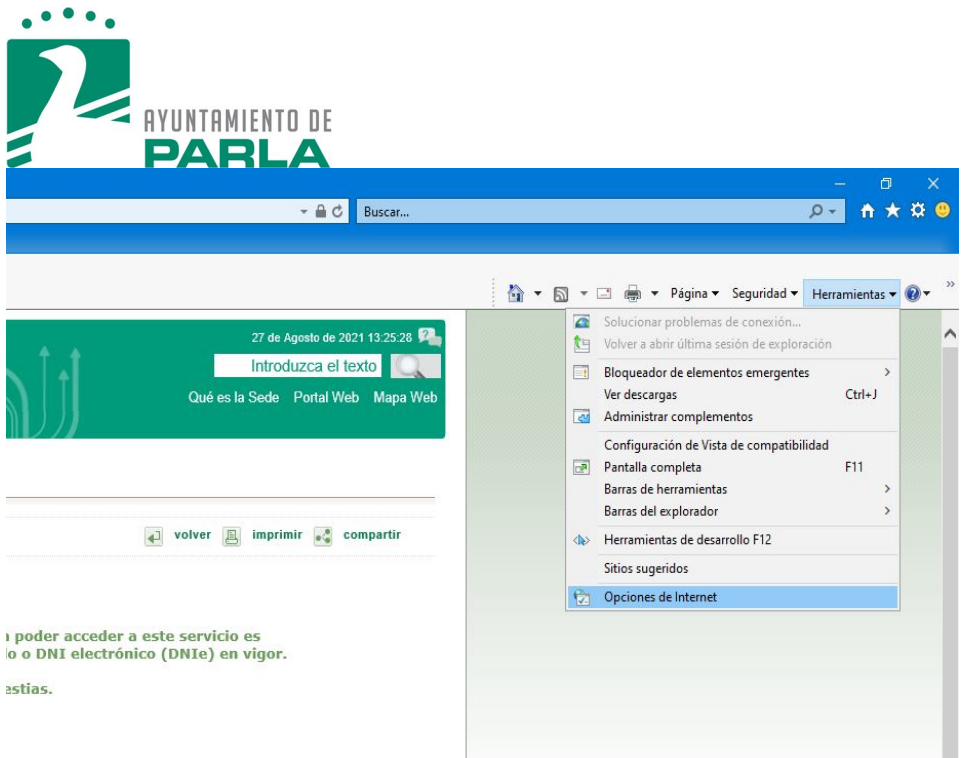 AYUNTAMIENTO DE
PARLA
Buscar...
Página Seguridad Herramientas
27 de Agosto de 2021 13:25:28
Introduzca el texto
Qué es la Sede Portal Web Mapa Web
volver imprimir compartir
poder acceder a este servicio es
o DNI electrónico (DNIe) en vigor.
estias.
Solucionar problemas de conexión...
Volver a abrir última sesión de exploración
Bloqueador de elementos emergentes >
Ver descargas Ctrl+J
Administrar complementos
Configuración de Vista de compatibilidad
Pantalla completa F11
Barras de herramientas >
Barras del explorador >
Herramientas de desarrollo F12
Sitios sugeridos
Opciones de Internet